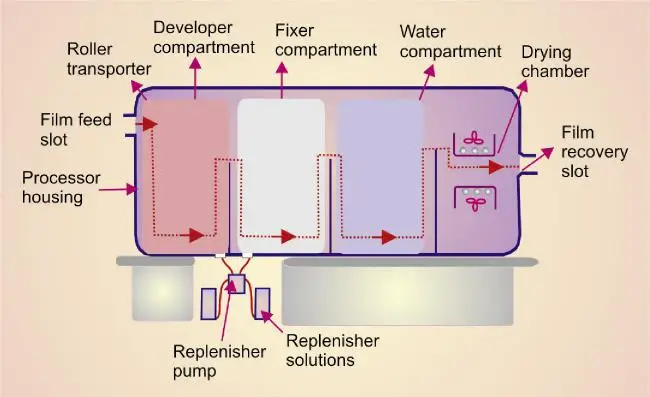 Roller
transporter
Developer
compartment
Fixer
compartment
Water
compartment
Drying
chamber
Film feed
slot
Film
recovery
slot
Processor
housing
Replenisher
pump
Replenisher
solutions